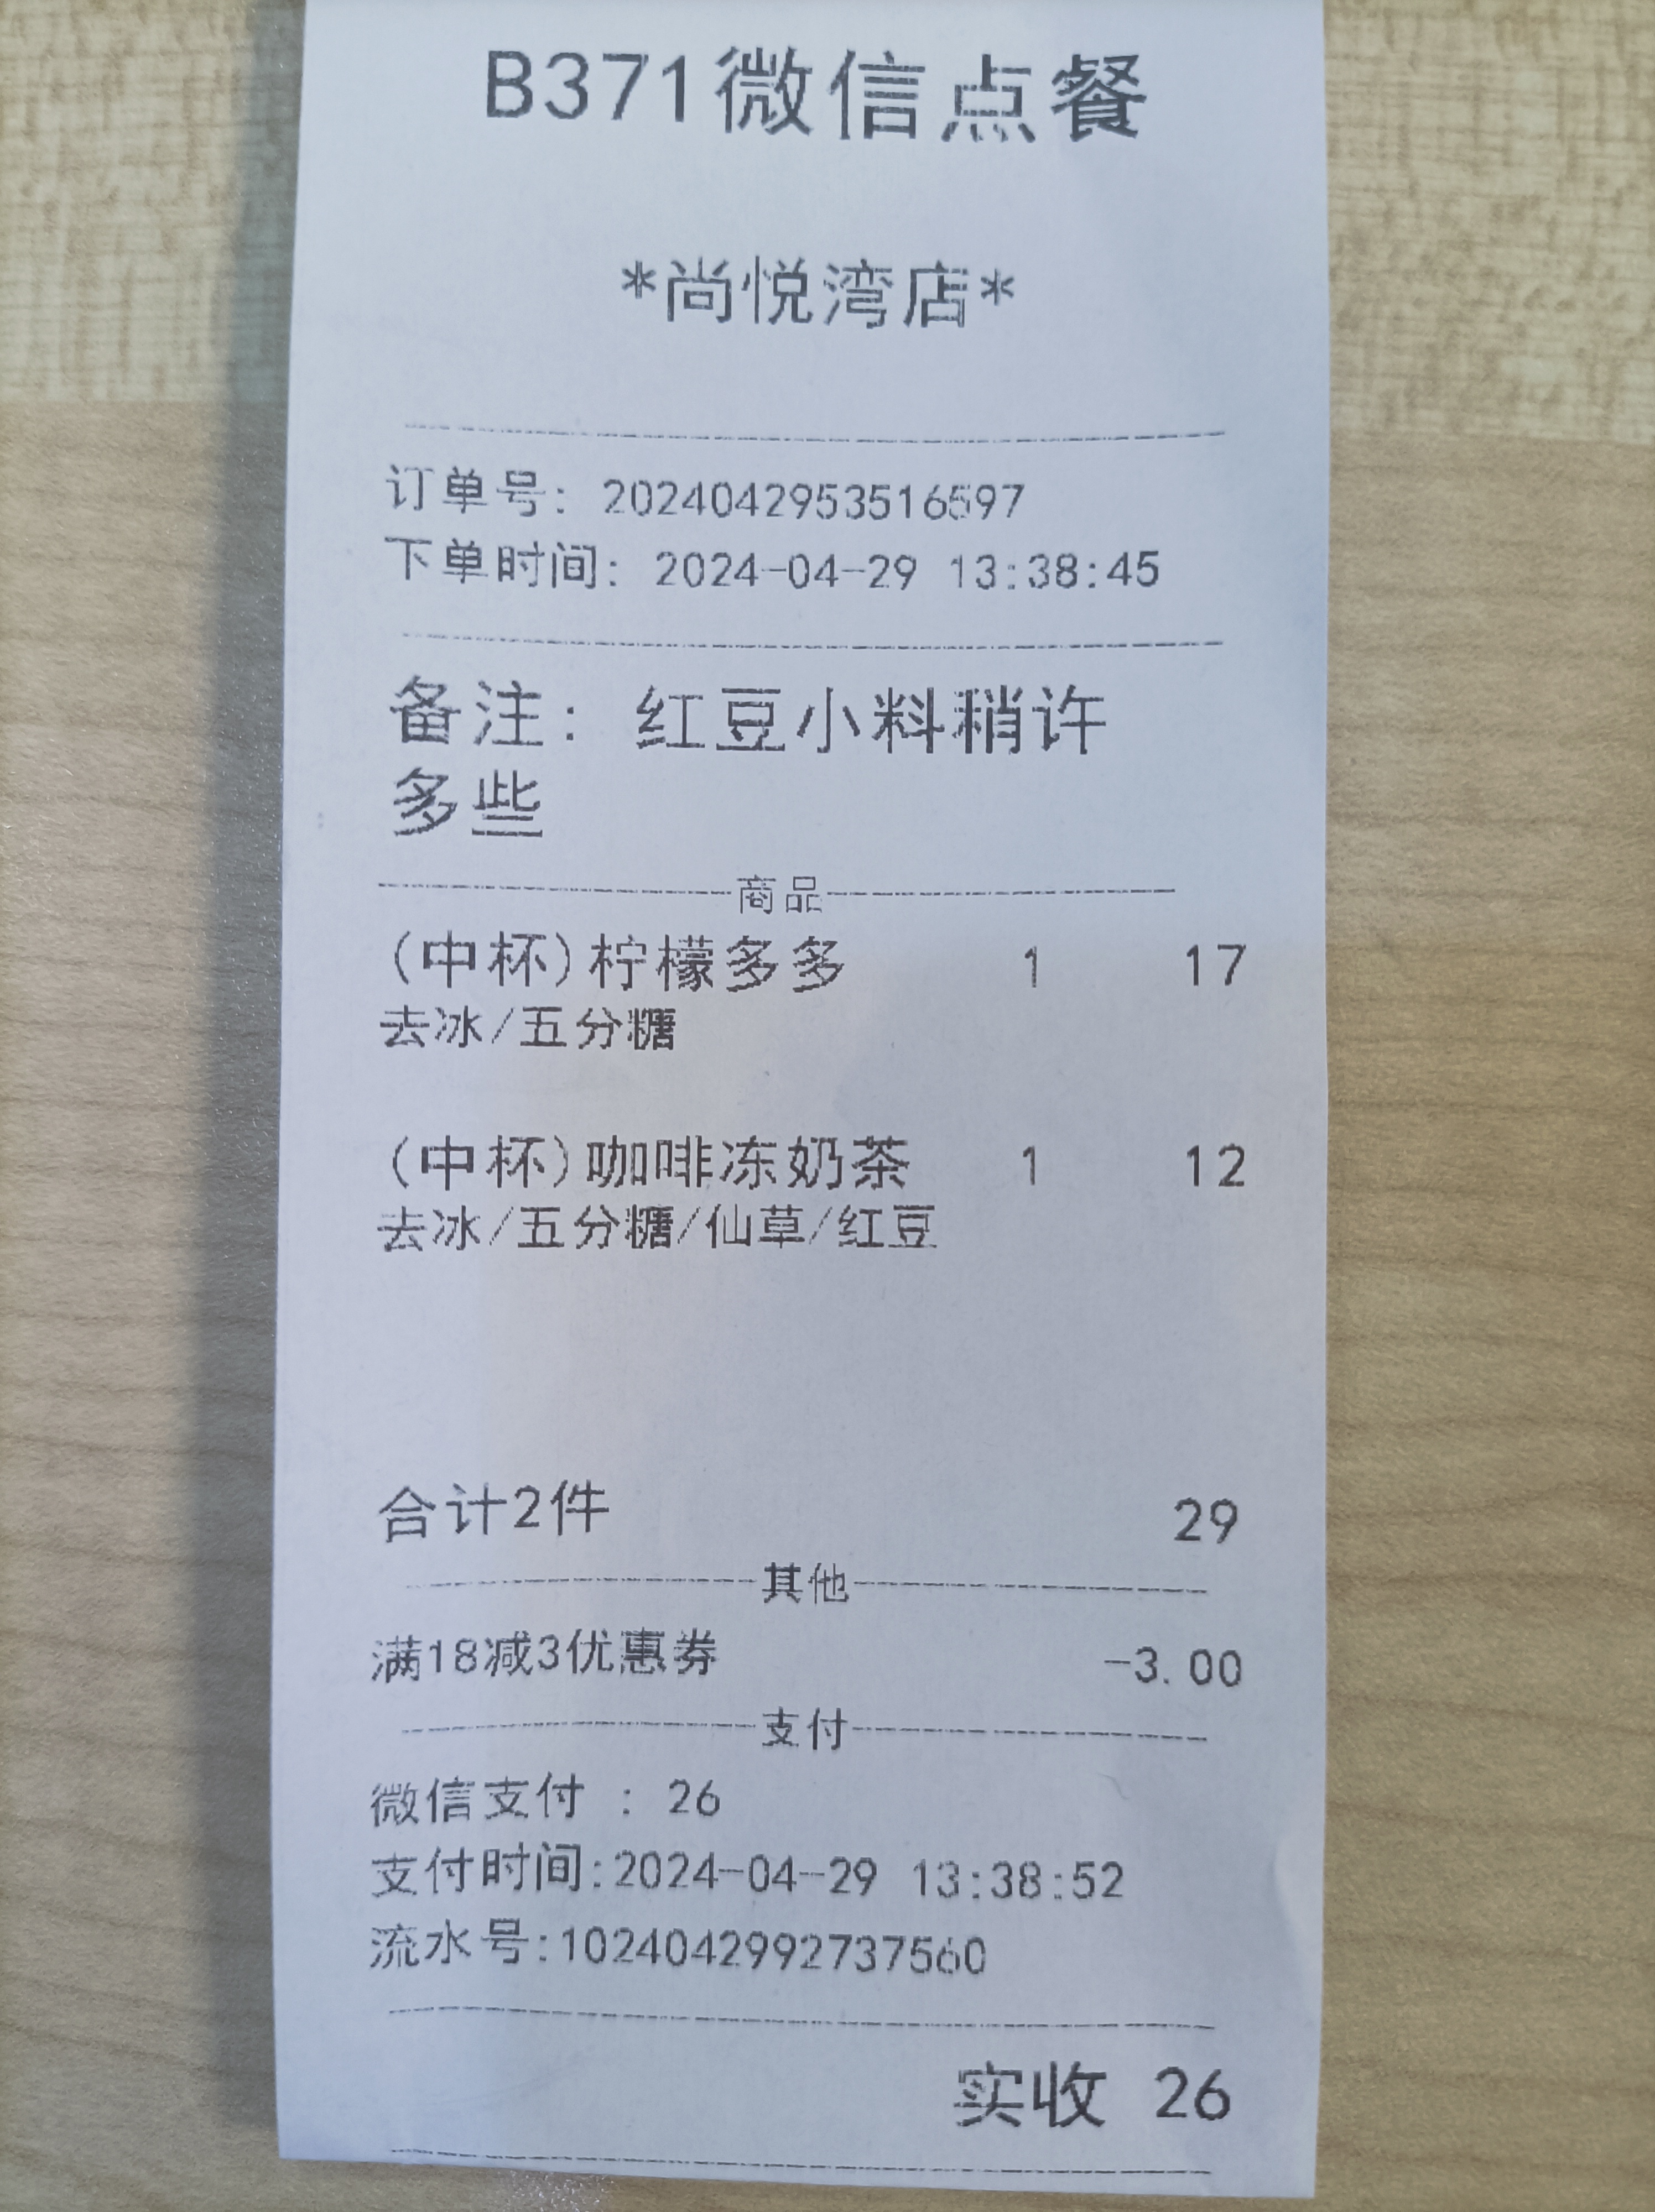 B371微信点餐
*尚悦湾店*
订单号: 2024042953516597
下单时间: 2024-04-29 13:38:45
备注: 红豆小料稍许
多些
商品
(中杯)柠檬多多 1 17
去冰/五分糖
(中杯)咖啡冻奶茶 1 12
去冰/五分糖/仙草/红豆
合计2件 29
其他
满18减3优惠券 -3.00
支付
微信支付 : 26
支付时间:2024-04-29 13:38:52
流水号:1024042992737560
实收 26